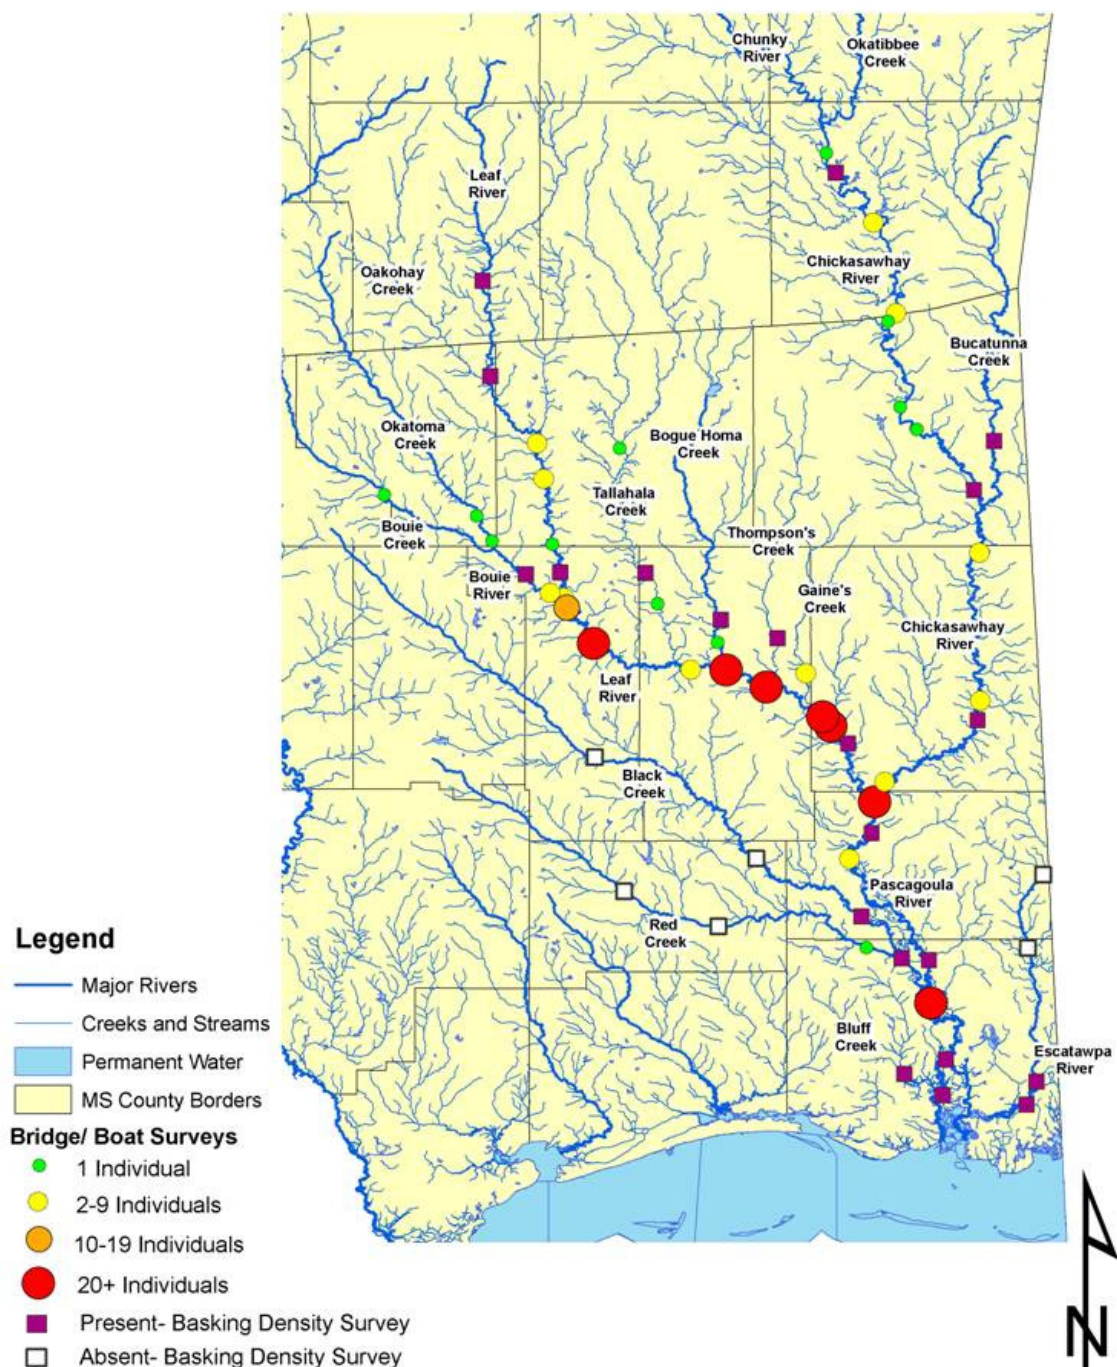 Chunky
River
Okatibbee
Creek
Leaf
River
Oakohay
Creek
Chickasawhay
River
Bucatunna
Creek
Okatoma
Creek
Bogue Homa
Creek
Tallahala
Creek
Bouie
Creek
Thompson's
Creek
Bouie
River
Gaine's
Creek
Chickasawhay
River
Leaf
River
Black
Creek
Pascagoula
River
Red
Creek
Bluff
Creek
Escatawpa
River
Legend
Major Rivers
Creeks and Streams
Permanent Water
MS County Borders
Bridge/ Boat Surveys
1 Individual
2-9 Individuals
10-19 Individuals
20+ Individuals
Present- Basking Density Survey
Absent- Basking Density Survey
N